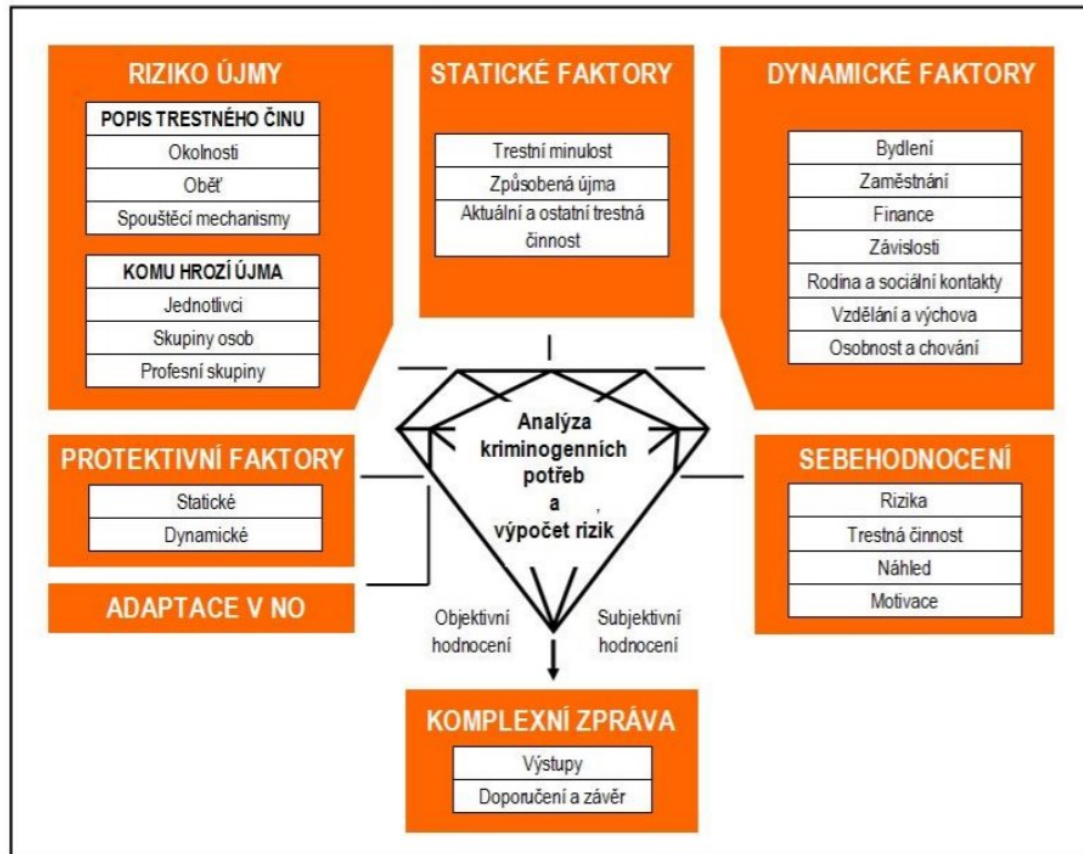 RIZIKO ÚJMY
POPIS TRESTNÉHO ČINU
Okolnosti
Oběť
Spouštěcí mechanismy
KOMU HROZÍ ÚJMA
Jednotlivci
Skupiny osob
Profesní skupiny
STATICKÉ FAKTORY
Trestní minulost
Způsobená újma
Aktuální a ostatní trestná
činnost
DYNAMICKÉ FAKTORY
Bydlení
Zaměstnání
Finance
Závislosti
Rodina a sociální kontakty
Vzdělání a výchova
Osobnost a chování
Analýza
kriminogenních
potřeb
a
výpočet rizik
PROTEKTIVNÍ FAKTORY
Statické
Dynamické
ADAPTACE V NO
SEBEHODNOCENÍ
Rizika
Trestná činnost
Náhled
Motivace
Objektivní
hodnocení
Subjektivní
hodnocení
KOMPLEXNÍ ZPRÁVA
Výstupy
Doporučení a závěr